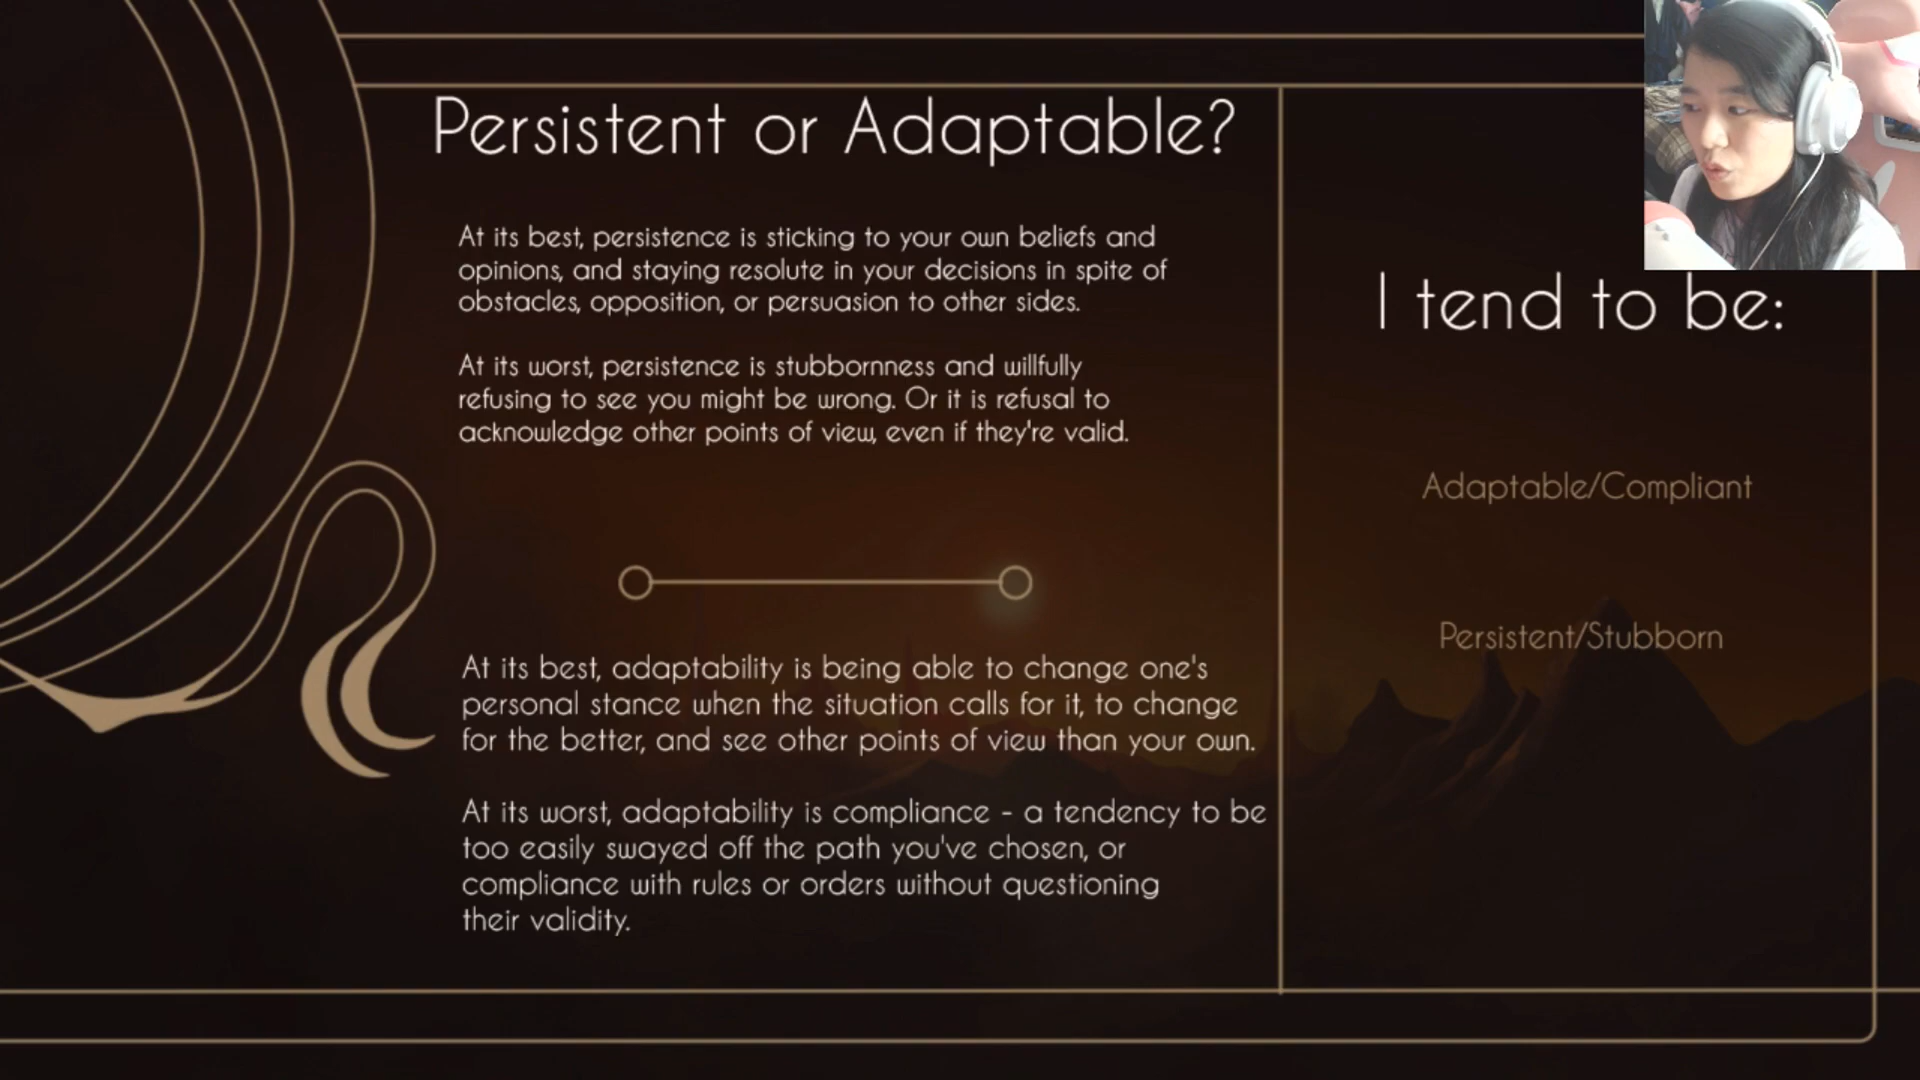 Persistent or Adaptable?
At its best, persistence is sticking to your own beliefs and
opinions, and staying resolute in your decisions in spite of
obstacles, opposition, or persuasion to other sides.
At its worst, persistence is stubbornness and willfully
refusing to see you might be wrong. Or it is refusal to
acknowledge other points of view, even if they're valid.
At its best, adaptability is being able to change one's
personal stance when the situation calls for it, to change
for the better, and see other points of view than your own.
At its worst, adaptability is compliance - a tendency to be
too easily swayed off the path you've chosen, or
compliance with rules or orders without questioning
their validity.
I tend to be:
Adaptable/Compliant
Persistent/Stubborn